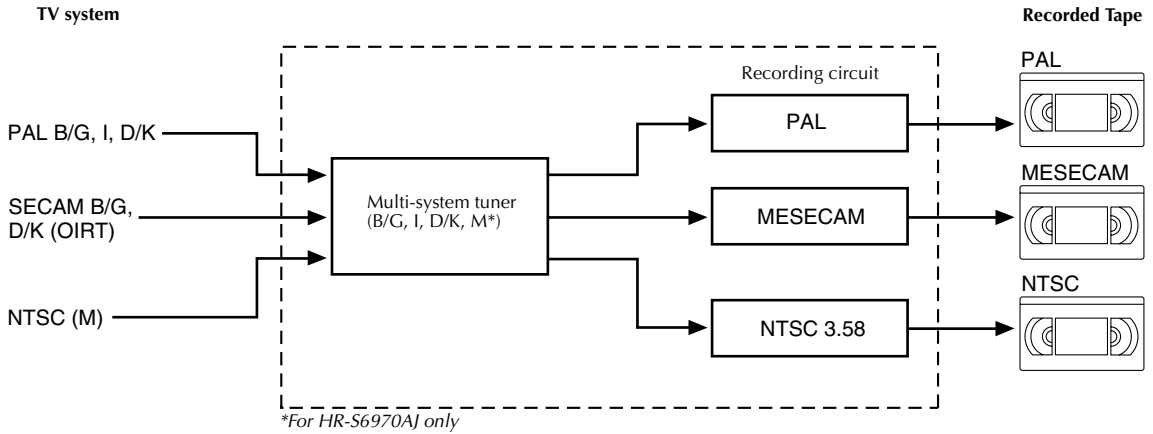 TV system
Recorded Tape
PAL B/G, I, D/K
SECAM B/G,
D/K (OIRT)
NTSC (M)
Multi-system tuner
(B/G, I, D/K, M*)
Recording circuit
PAL
MESECAM
NTSC 3.58
PAL
MESECAM
NTSC
*For HR-S6970AJ only